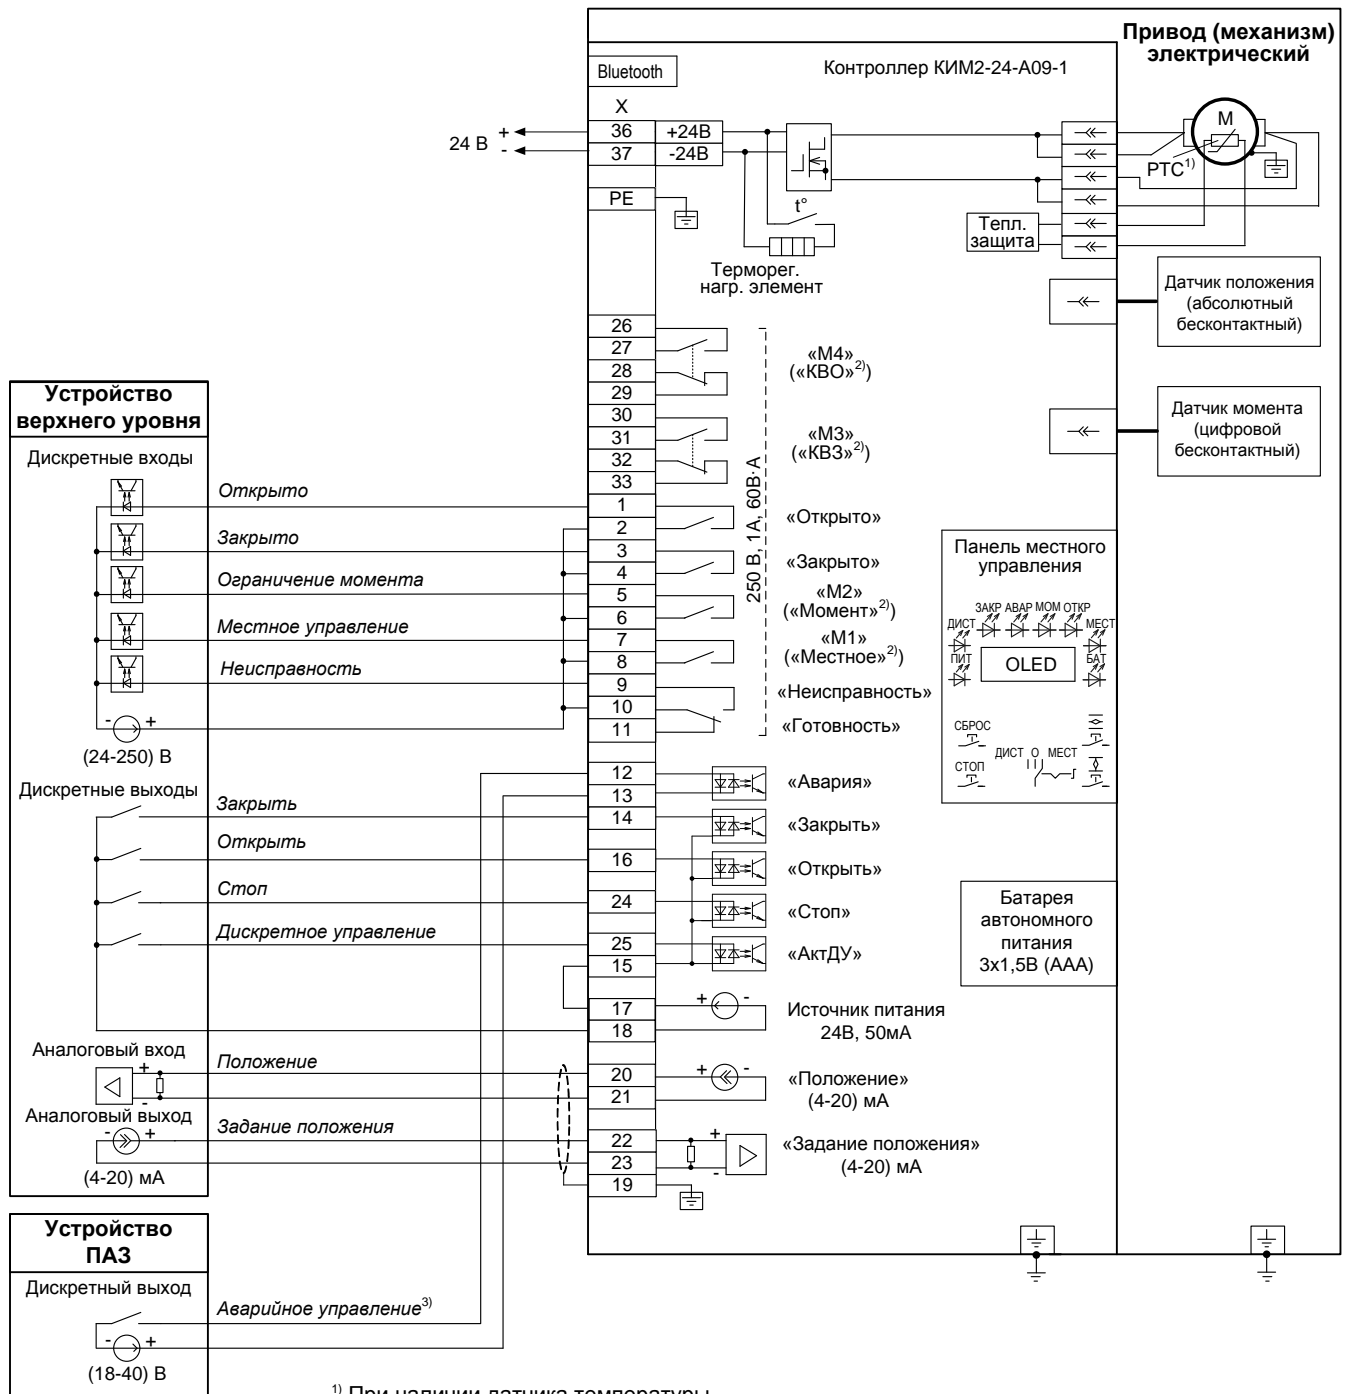 Привод (механизм)
электрический
Контроллер КИМ2-24-А09-1
Bluetooth
X
24 В
+
-
36
+24В
37
-24В
PE
t°
Терморег.
нагр. элемент
M
PTC1)
Тепл.
защита
Датчик положения
(абсолютный
бесконтактный)
Датчик момента
(цифровой
бесконтактный)
26
27
28
29
«М4»
(«КВО»2))
30
31
32
33
«М3»
(«КВЗ»2))
250 В, 1А, 60В·А
Устройство
верхнего уровня
Дискретные входы
Открыто
1
2
«Открыто»
Закрыто
3
4
«Закрыто»
Ограничение момента
5
6
«М2»
(«Момент»2))
Местное управление
7
8
«М1»
(«Местное»2))
Неисправность
9
10
11
«Неисправность»
«Готовность»
- +
(24-250) В
Панель местного
управления
ЗАКР АВАР МОМ ОТКР
ДИСТ
МЕСТ
ПИТ
OLED
БАТ
СБРОС
ДИСТ О МЕСТ
СТОП
12
13
«Авария»
Дискретные выходы
Закрыть
14
«Закрыть»
Открыть
16
«Открыть»
Стоп
24
«Стоп»
Дискретное управление
25
15
«АктДУ»
Батарея
автономного
питания
3х1,5В (ААА)
17
18
+ -
Источник питания
24В, 50мА
Аналоговый вход
+
-
Положение
20
21
+ -
«Положение»
(4-20) мА
Аналоговый выход
- +
(4-20) мА
Задание положения
22
23
19
+
-
«Задание положения»
(4-20) мА
Устройство
ПАЗ
Дискретный выход
Аварийное управление3)
- +
(18-40) В
1) При наличии датчика температуры